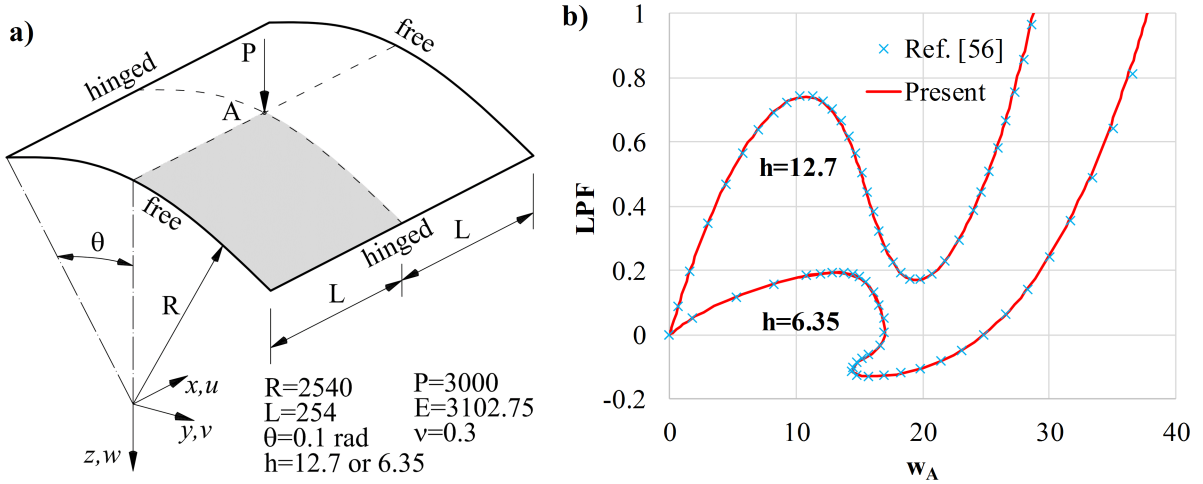 a)
free
P
hinged
A
free
hinged
L
θ
L
R
x,u
y,v
z,w
R=2540
L=254
θ=0.1 rad
h=12.7 or 6.35
P=3000
E=3102.75
ν=0.3
b)
1
0.8
0.6
0.4
0.2
0
-0.2
LPF
Ref. [56]
Present
h=12.7
h=6.35
0
10
20
30
40
wA